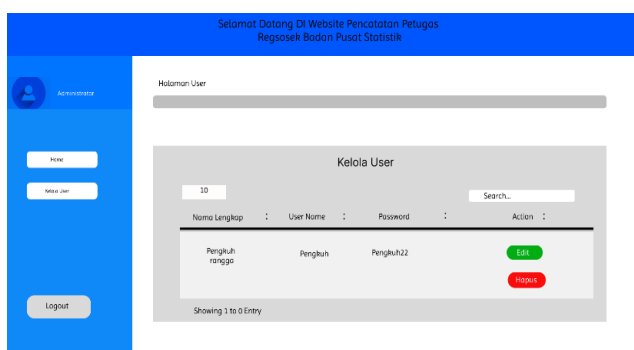 Selamat Datang DI Website Pencatatan Petugas
Regsosek Badan Pusat Statistik
Administrator
Halaman User
Home
Kelola User
Kelola User
10
Search...
Nama Lengkap : User Name : Password : Action :
Pengkuh
rangga
Pengkuh
Pengkuh22
Edit
Hapus
Logout
Showing 1 to 0 Entry